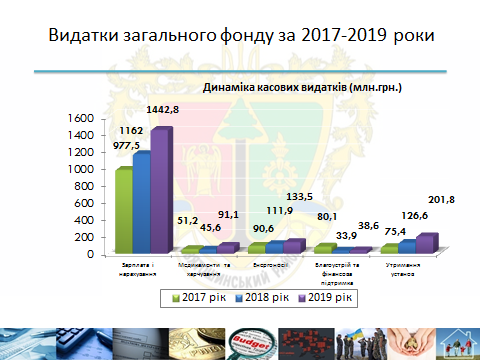 Видатки загального фонду за 2017-2019 роки
Динаміка касових видатків (млн.грн.)
1442,8
1600
1400
1200
1000
800
600
400
200
0
1162
977,5
51,2
45,6
91,1
90,6
111,9
133,5
80,1
33,9
38,6
75,4
126,6
201,8
Зарплата і
нарахування
Медикаменти та
харчування
Енергоносії
Благоустрій та
фінансова
підтримка
Утримання
установ
2017 рік
2018 рік
2019 рік
Budget